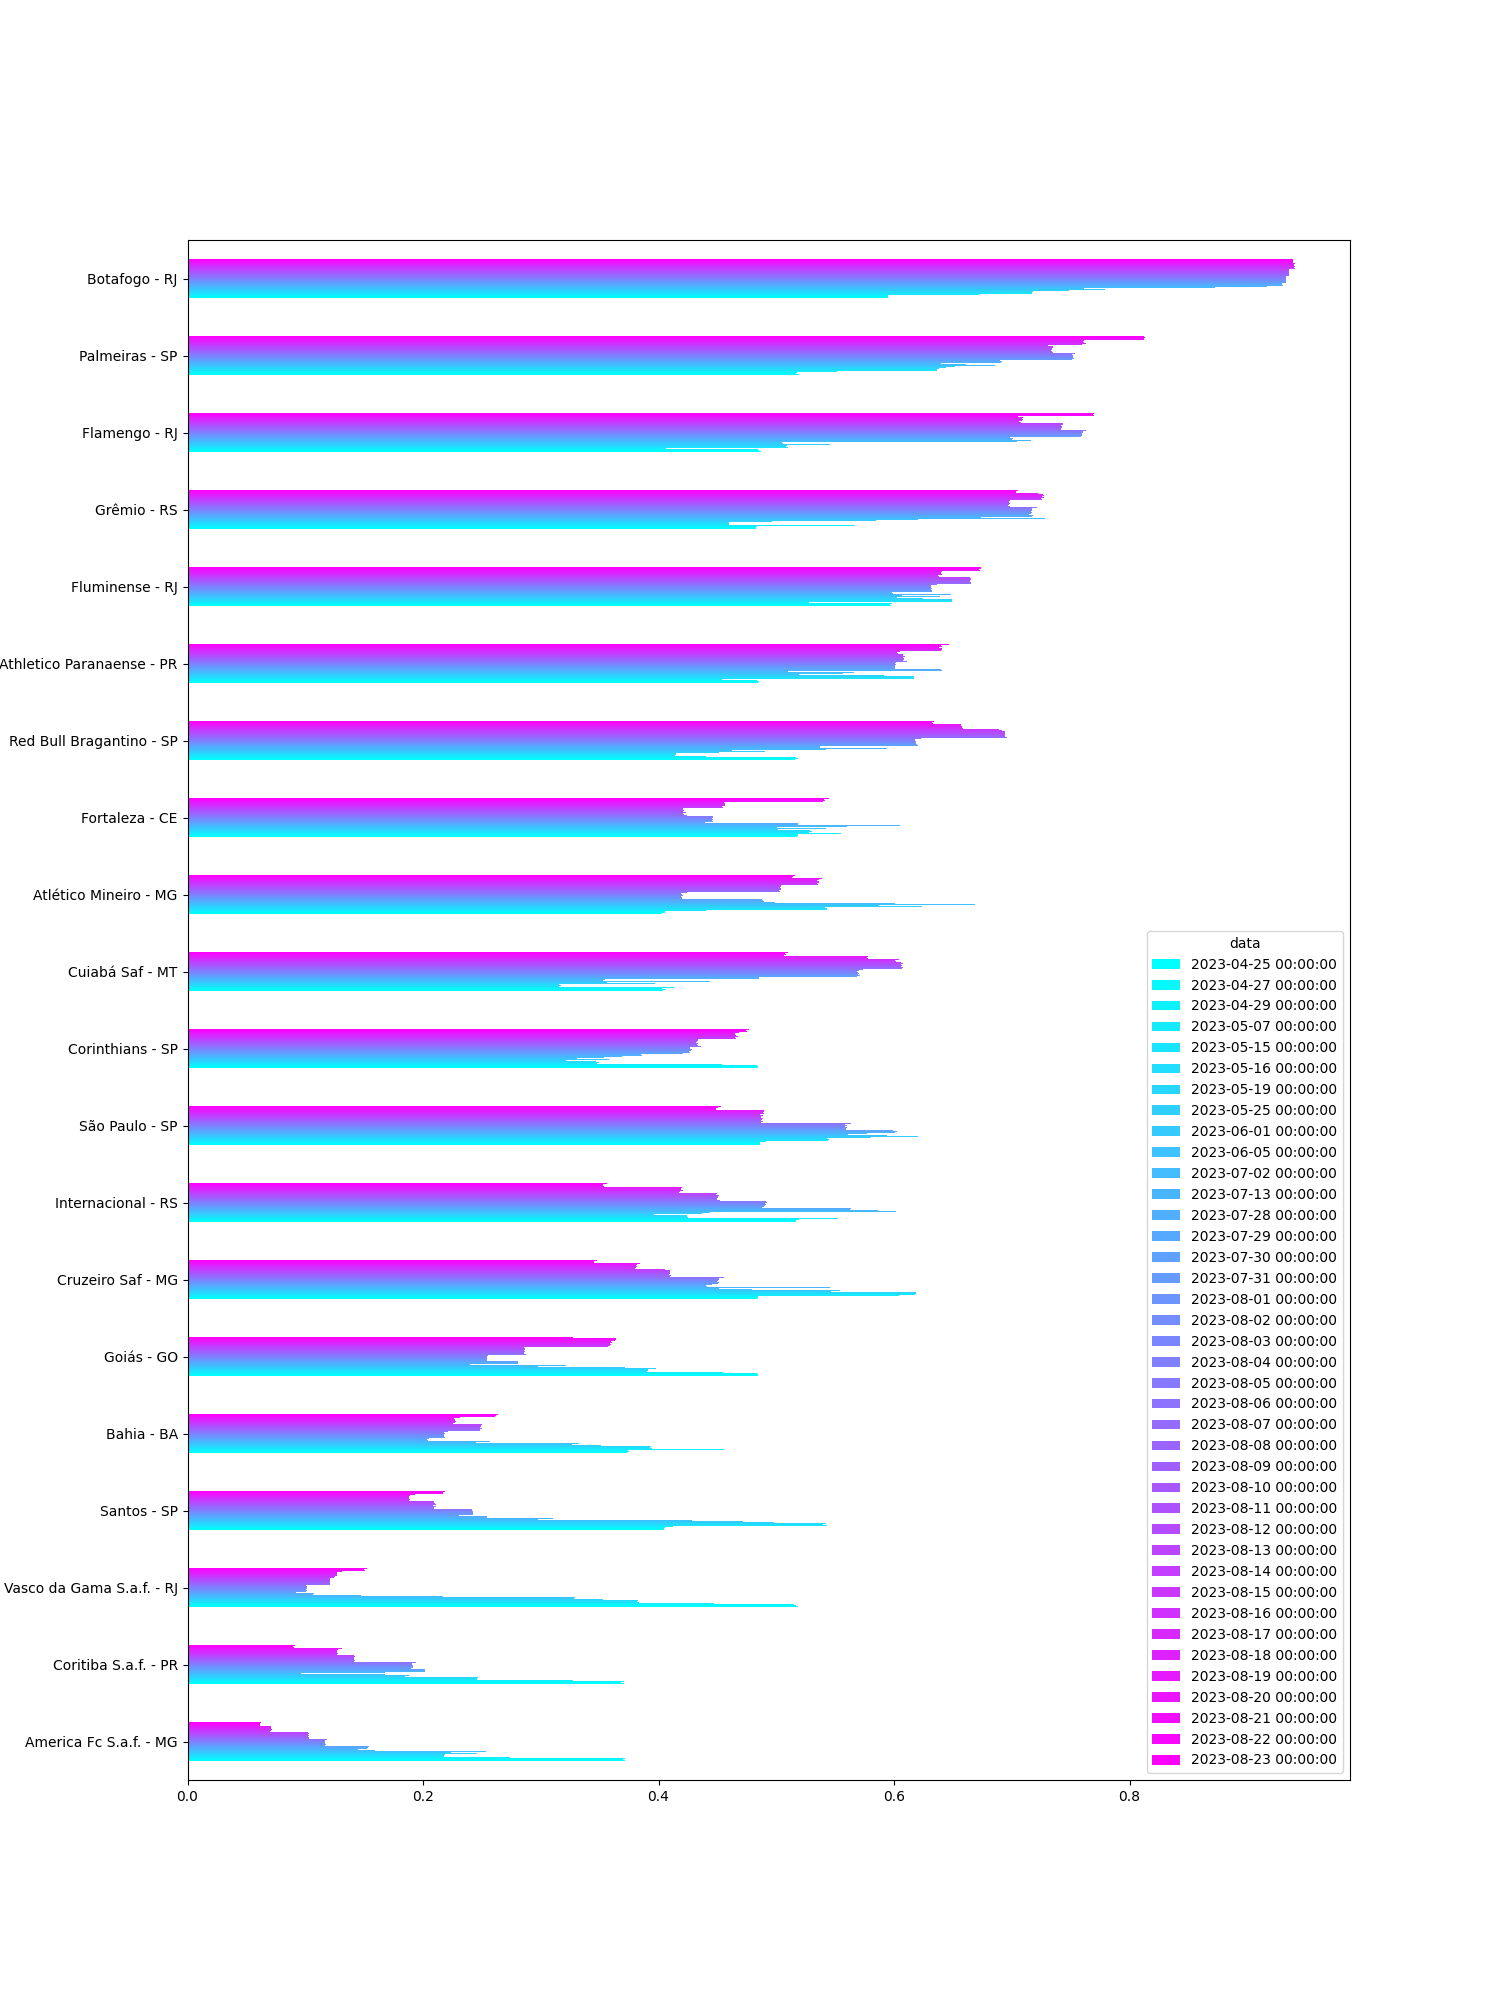 Botafogo - RJ
Palmeiras - SP
Flamengo - RJ
Grêmio - RS
Fluminense - RJ
Athletico Paranaense - PR
Red Bull Bragantino - SP
Fortaleza - CE
Atlético Mineiro - MG
Cuiabá Saf - MT
Corinthians - SP
São Paulo - SP
Internacional - RS
Cruzeiro Saf - MG
Goiás - GO
Bahia - BA
Santos - SP
Vasco da Gama S.a.f. - RJ
Coritiba S.a.f. - PR
America Fc S.a.f. - MG
data
2023-04-25 00:00:00
2023-04-27 00:00:00
2023-04-29 00:00:00
2023-05-07 00:00:00
2023-05-15 00:00:00
2023-05-16 00:00:00
2023-05-19 00:00:00
2023-05-25 00:00:00
2023-06-01 00:00:00
2023-06-05 00:00:00
2023-07-02 00:00:00
2023-07-13 00:00:00
2023-07-28 00:00:00
2023-07-29 00:00:00
2023-07-30 00:00:00
2023-07-31 00:00:00
2023-08-01 00:00:00
2023-08-02 00:00:00
2023-08-03 00:00:00
2023-08-04 00:00:00
2023-08-05 00:00:00
2023-08-06 00:00:00
2023-08-07 00:00:00
2023-08-08 00:00:00
2023-08-09 00:00:00
2023-08-10 00:00:00
2023-08-11 00:00:00
2023-08-12 00:00:00
2023-08-13 00:00:00
2023-08-14 00:00:00
2023-08-15 00:00:00
2023-08-16 00:00:00
2023-08-17 00:00:00
2023-08-18 00:00:00
2023-08-19 00:00:00
2023-08-20 00:00:00
2023-08-21 00:00:00
2023-08-22 00:00:00
2023-08-23 00:00:00
0.0 0.2 0.4 0.6 0.8